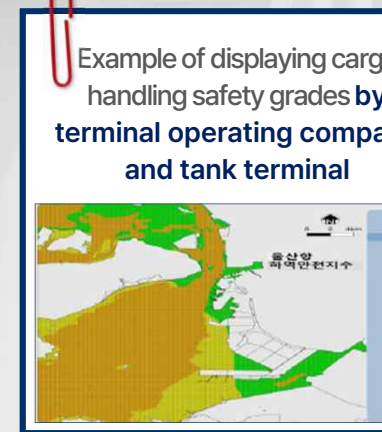 Example of displaying carg
handling safety grades by
terminal operating compa
and tank terminal
울산항
하역안전지수